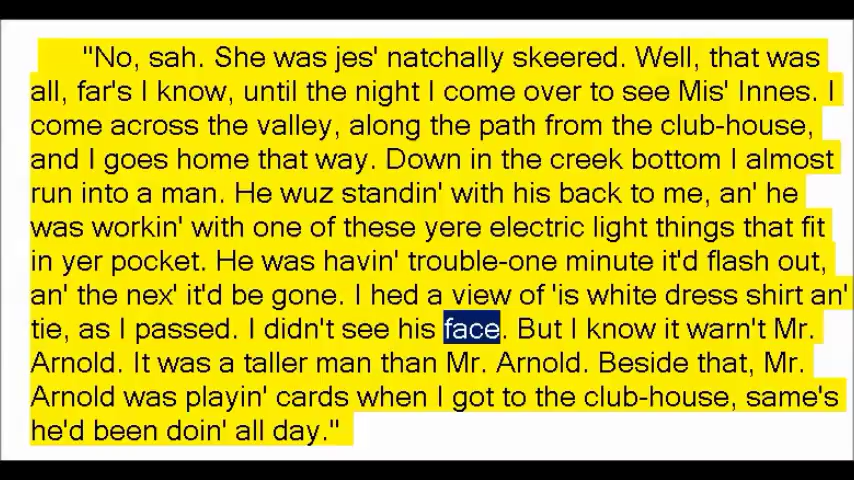 "No, sah. She was jes' natchally skeered. Well, that was
all, far's I know, until the night I come over to see Mis' Innes. I
come across the valley, along the path from the club-house,
and I goes home that way. Down in the creek bottom I almost
run into a man. He wuz standin' with his back to me, an' he
was workin' with one of these yere electric light things that fit
in yer pocket. He was havin' trouble-one minute it'd flash out,
an' the nex' it'd be gone. I hed a view of 'is white dress shirt an'
tie, as I passed. I didn't see his face. But I know it warn't Mr.
Arnold. It was a taller man than Mr. Arnold. Beside that, Mr.
Arnold was playin' cards when I got to the club-house, same's
he'd been doin' all day."